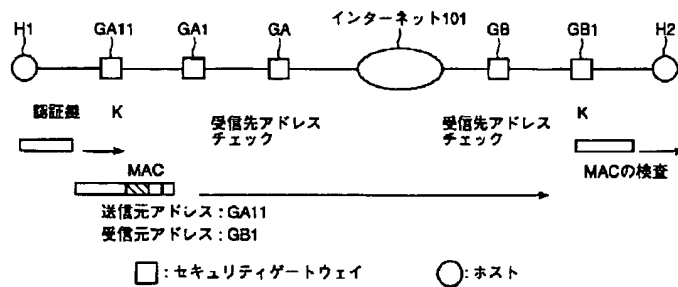 インターネット101
H1 GA11 GA1 GA GB GB1 H2
認証鍵 K 受信先アドレス 受信先アドレス K
チェック チェック
MAC MACの検査
送信元アドレス:GA11
受信元アドレス:GB1
□:セキュリティゲートウェイ ○:ホスト